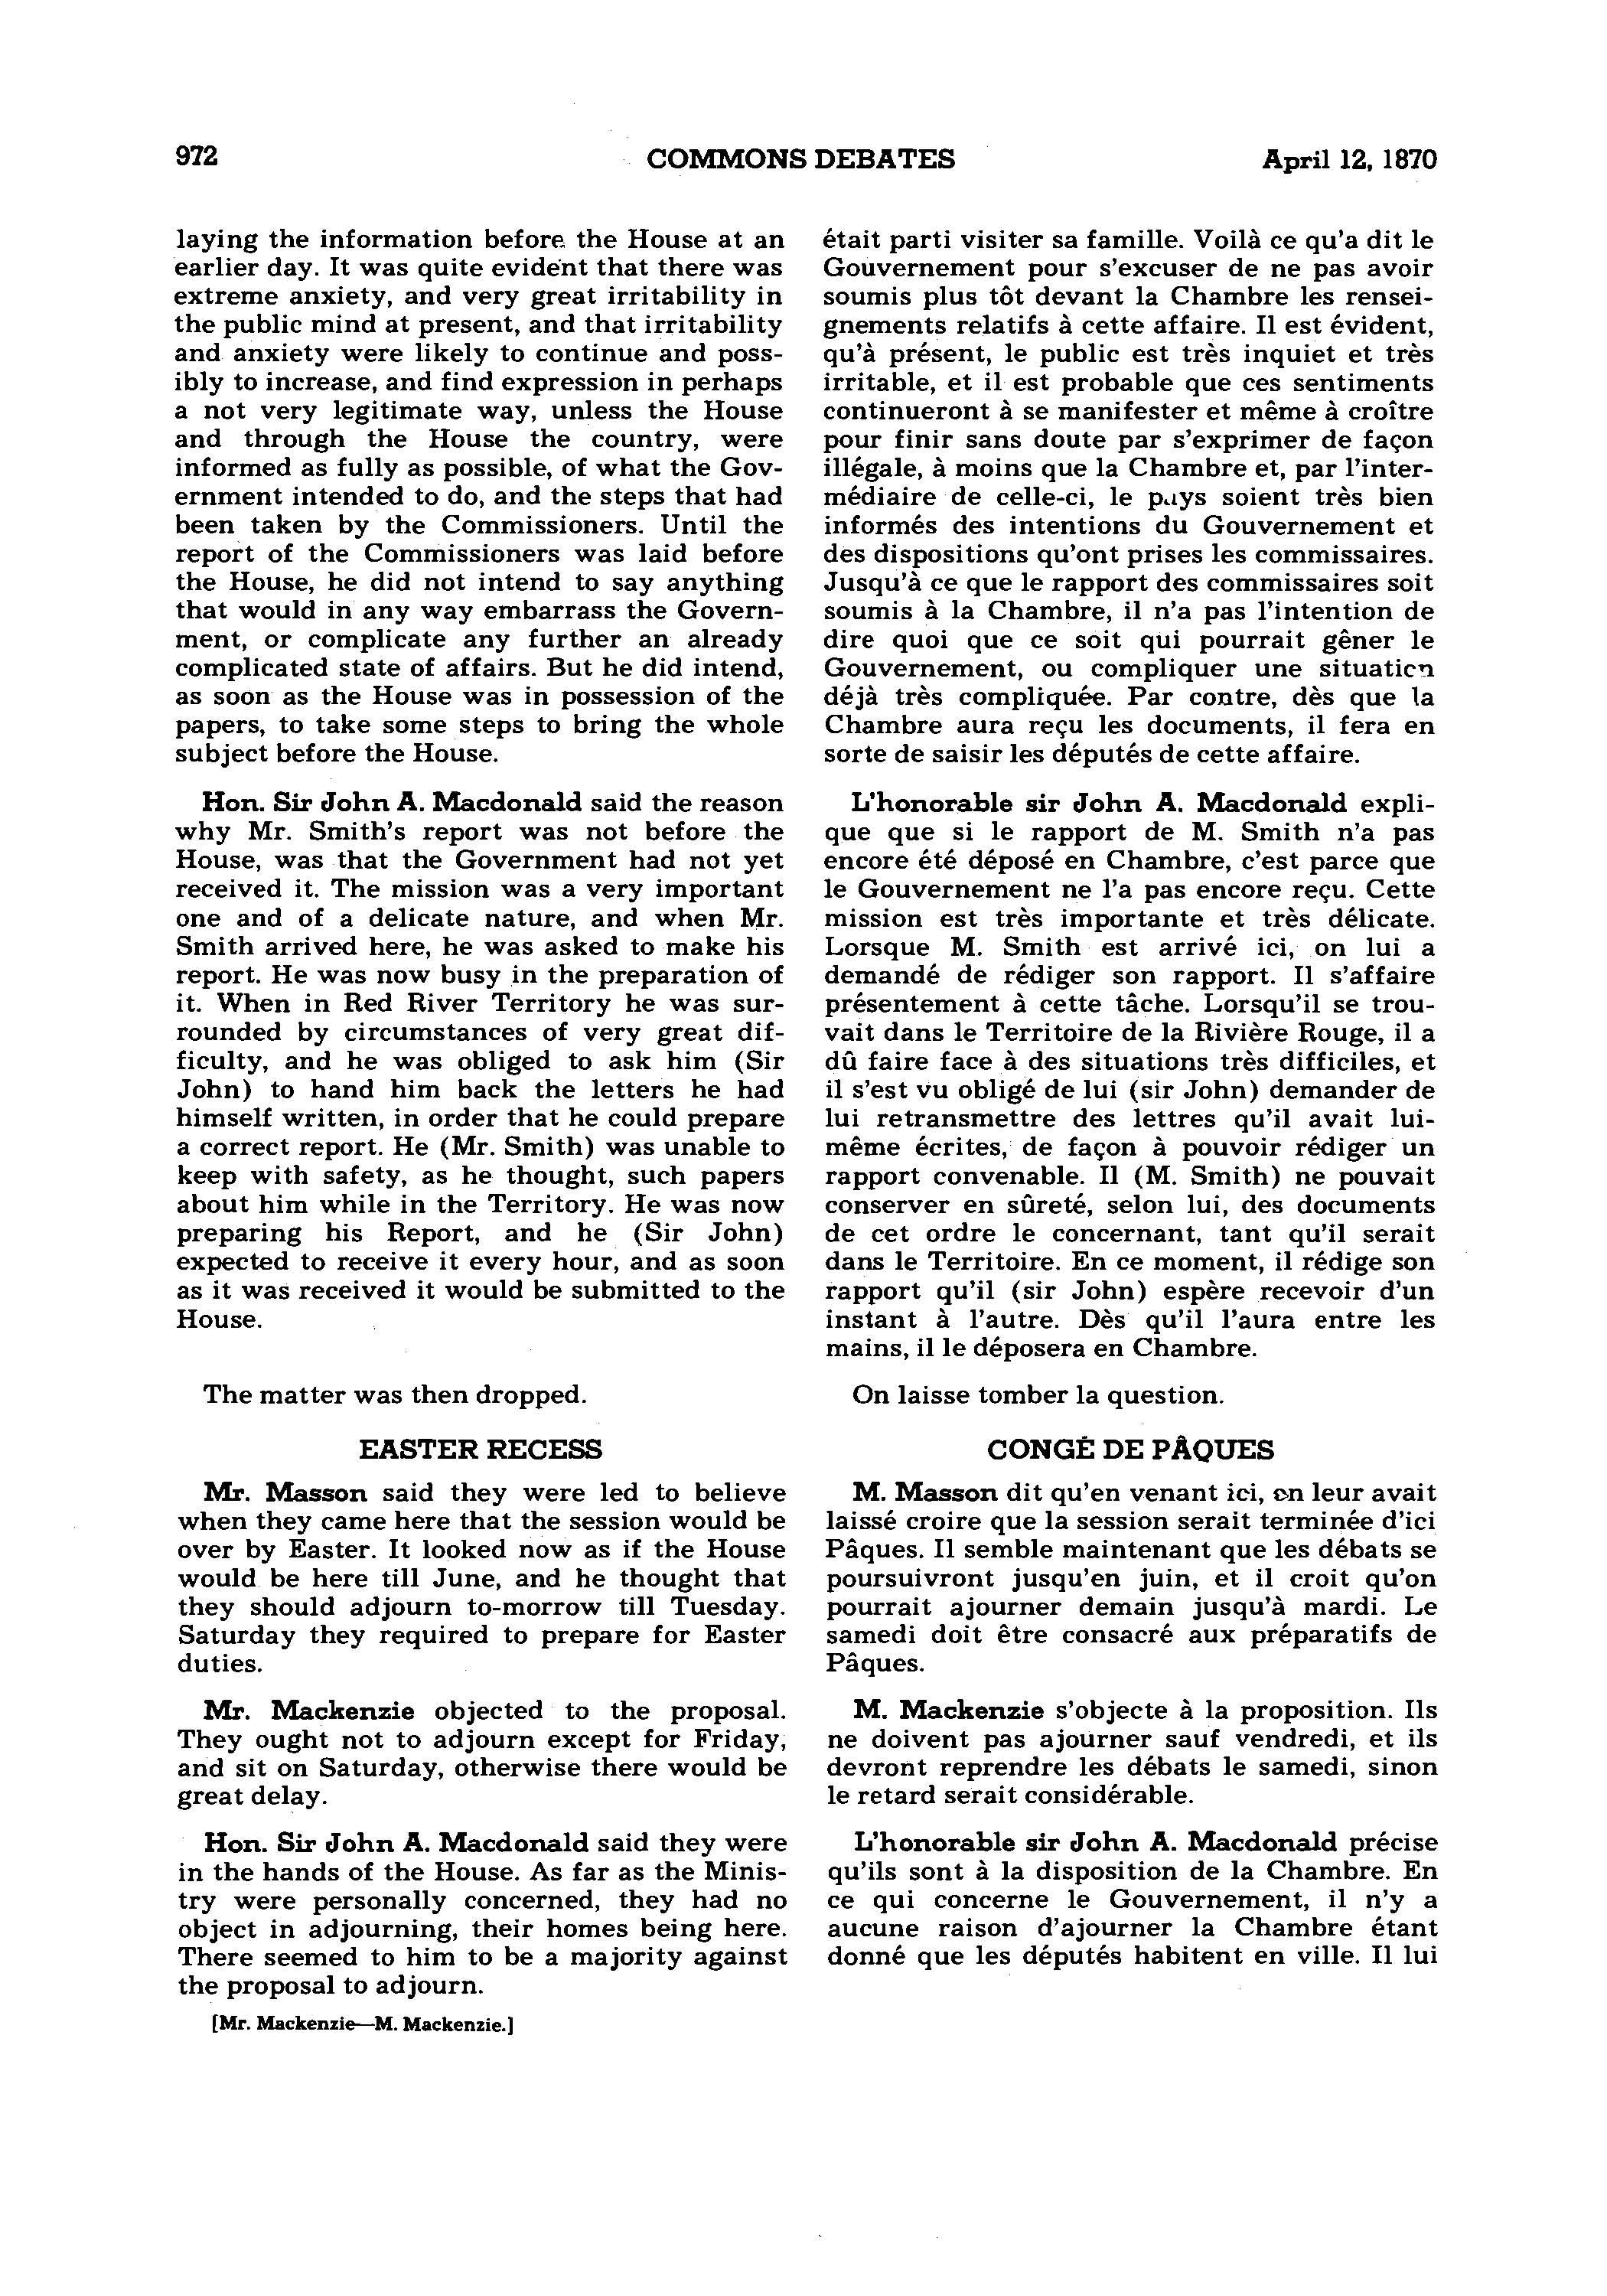 972
COMMONS DEBATES
April 12, 1870
laying the information before the House at an
earlier day. It was quite evident that there was
extreme anxiety, and very great irritability in
the public mind at present, and that irritability
and anxiety were likely to continue and poss-
ibly to increase, and find expression in perhaps
a not very legitimate way, unless the House
and through the House the country, were
informed as fully as possible, of what the Gov-
ernment intended to do, and the steps that had
been taken by the Commissioners. Until the
report of the Commissioners was laid before
the House, he did not intend to say anything
that would in any way embarrass the Govern-
ment, or complicate any further an already
complicated state of affairs. But he did intend,
as soon as the House was in possession of the
papers, to take some steps to bring the whole
subject before the House.
Hon. Sir John A. Macdonald said the reason
why Mr. Smith's report was not before the
House, was that the Government had not yet
received it. The mission was a very important
one and of a delicate nature, and when Mr.
Smith arrived here, he was asked to make his
report. He was now busy in the preparation of
it. When in Red River Territory he was sur-
rounded by circumstances of very great dif-
ficulty, and he was obliged to ask him (Sir
John) to hand him back the letters he had
himself written, in order that he could prepare
a correct report. He (Mr. Smith) was unable to
keep with safety, as he thought, such papers
about him while in the Territory. He was now
preparing his Report, and he (Sir John)
expected to receive it every hour, and as soon
as it was received it would be submitted to the
House.
The matter was then dropped.
EASTER RECESS
Mr. Masson said they were led to believe
when they came here that the session would be
over by Easter. It looked now as if the House
would be here till June, and he thought that
they should adjourn to-morrow till Tuesday.
Saturday they required to prepare for Easter
duties.
Mr. Mackenzie objected to the proposal.
They ought not to adjourn except for Friday,
and sit on Saturday, otherwise there would be
great delay.
Hon. Sir John A. Macdonald said they were
in the hands of the House. As far as the Minis-
try were personally concerned, they had no
object in adjourning, their homes being here.
There seemed to him to be a majority against
the proposal to adjourn.
[Mr. Mackenzie—M. Mackenzie.]
était parti visiter sa famille. Voilà ce qu'a dit le
Gouvernement pour s'excuser de ne pas avoir
soumis plus tôt devant la Chambre les rensei-
gnements relatifs à cette affaire. Il est évident,
qu'à présent, le public est très inquiet et très
irritable, et il est probable que ces sentiments
continueront à se manifester et même à croître
pour finir sans doute par s'exprimer de façon
illégale, à moins que la Chambre et, par l'inter-
médiaire de celle-ci, le pays soient très bien
informés des intentions du Gouvernement et
des dispositions qu'ont prises les commissaires.
Jusqu'à ce que le rapport des commissaires soit
soumis à la Chambre, il n'a pas l'intention de
dire quoi que ce soit qui pourrait gêner le
Gouvernement, ou compliquer une situation
déjà très compliquée. Par contre, dès que la
Chambre aura reçu les documents, il fera en
sorte de saisir les députés de cette affaire.
L'honorable sir John A. Macdonald expli-
que que si le rapport de M. Smith n'a pas
encore été déposé en Chambre, c'est parce que
le Gouvernement ne l'a pas encore reçu. Cette
mission est très importante et très délicate.
Lorsque M. Smith est arrivé ici, on lui a
demandé de rédiger son rapport. Il s'affaire
présentement à cette tâche. Lorsqu'il se trou-
vait dans le Territoire de la Rivière Rouge, il a
dû faire face à des situations très difficiles, et
il s'est vu obligé de lui (sir John) demander de
lui retransmettre des lettres qu'il avait lui-
même écrites, de façon à pouvoir rédiger un
rapport convenable. Il (M. Smith) ne pouvait
conserver en sûreté, selon lui, des documents
de cet ordre le concernant, tant qu'il serait
dans le Territoire. En ce moment, il rédige son
rapport qu'il (sir John) espère recevoir d'un
instant à l'autre. Dès qu'il l'aura entre les
mains, il le déposera en Chambre.
On laisse tomber la question.
CONGÉ DE PÂQUES
M. Masson dit qu'en venant ici, on leur avait
laissé croire que la session serait terminée d'ici
Pâques. Il semble maintenant que les débats se
poursuivront jusqu'en juin, et il croit qu'on
pourrait ajourner demain jusqu'à mardi. Le
samedi doit être consacré aux préparatifs de
Pâques.
M. Mackenzie s'objecte à la proposition. Ils
ne doivent pas ajourner sauf vendredi, et ils
devront reprendre les débats le samedi, sinon
le retard serait considérable.
L'honorable sir John A. Macdonald précise
qu'ils sont à la disposition de la Chambre. En
ce qui concerne le Gouvernement, il n'y a
aucune raison d'ajourner la Chambre étant
donné que les députés habitent en ville. Il lui